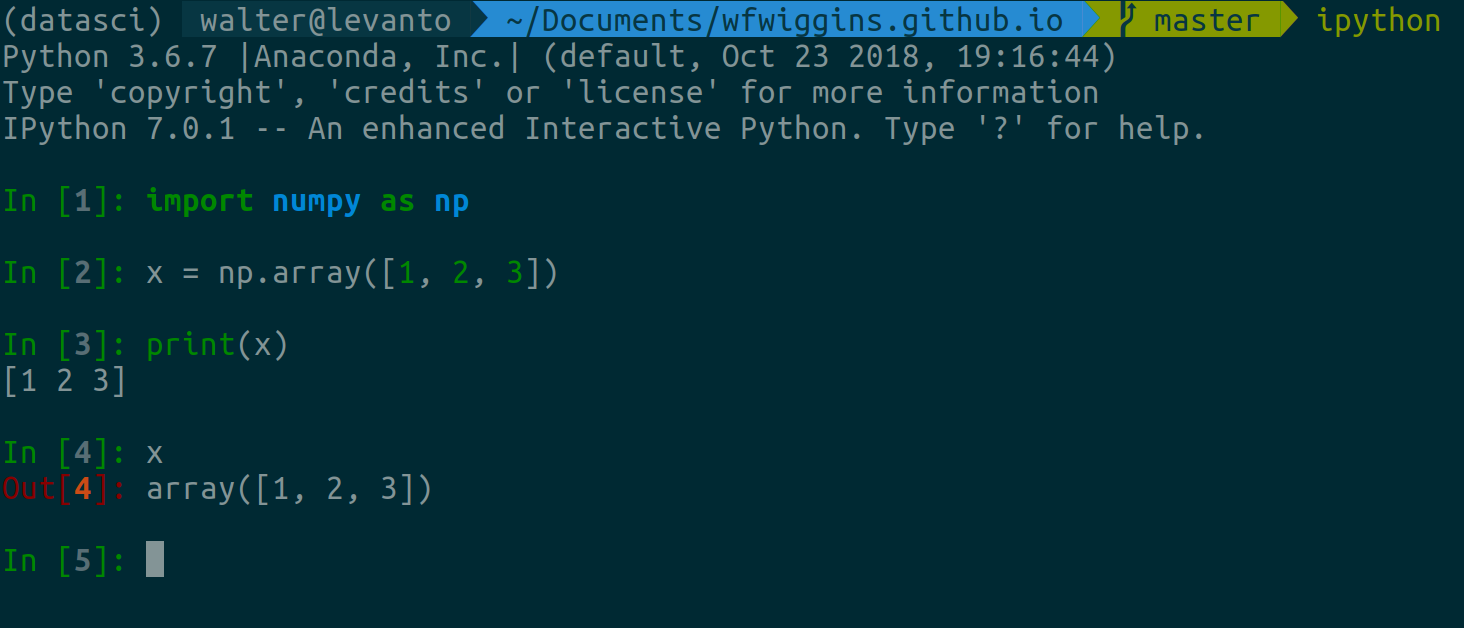 (datasci) walter@levanto ~/Documents/wfwiggins.github.io master ipython
Python 3.6.7 |Anaconda, Inc.| (default, Oct 23 2018, 19:16:44)
Type 'copyright', 'credits' or 'license' for more information
IPython 7.0.1 -- An enhanced Interactive Python. Type '?' for help.
In [1]: import numpy as np
In [2]: x = np.array([1, 2, 3])
In [3]: print(x)
[1 2 3]
In [4]: x
Out[4]: array([1, 2, 3])
In [5]: